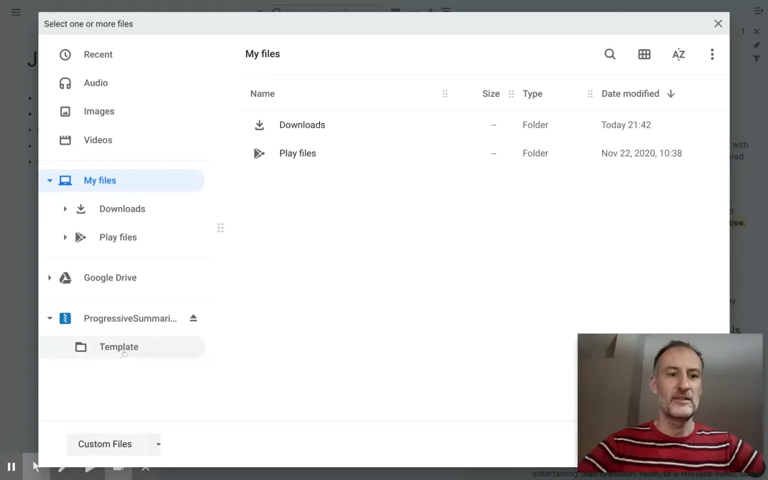 Select one or more files
Recent
Audio
Images
Videos
My files
Downloads
Play files
Google Drive
ProgressiveSummari...
Template
Custom Files
My files
Name
Size
Type
Date modified
Downloads
--
Folder
Today 21:42
Play files
--
Folder
Nov 22, 2020, 10:38
1
with